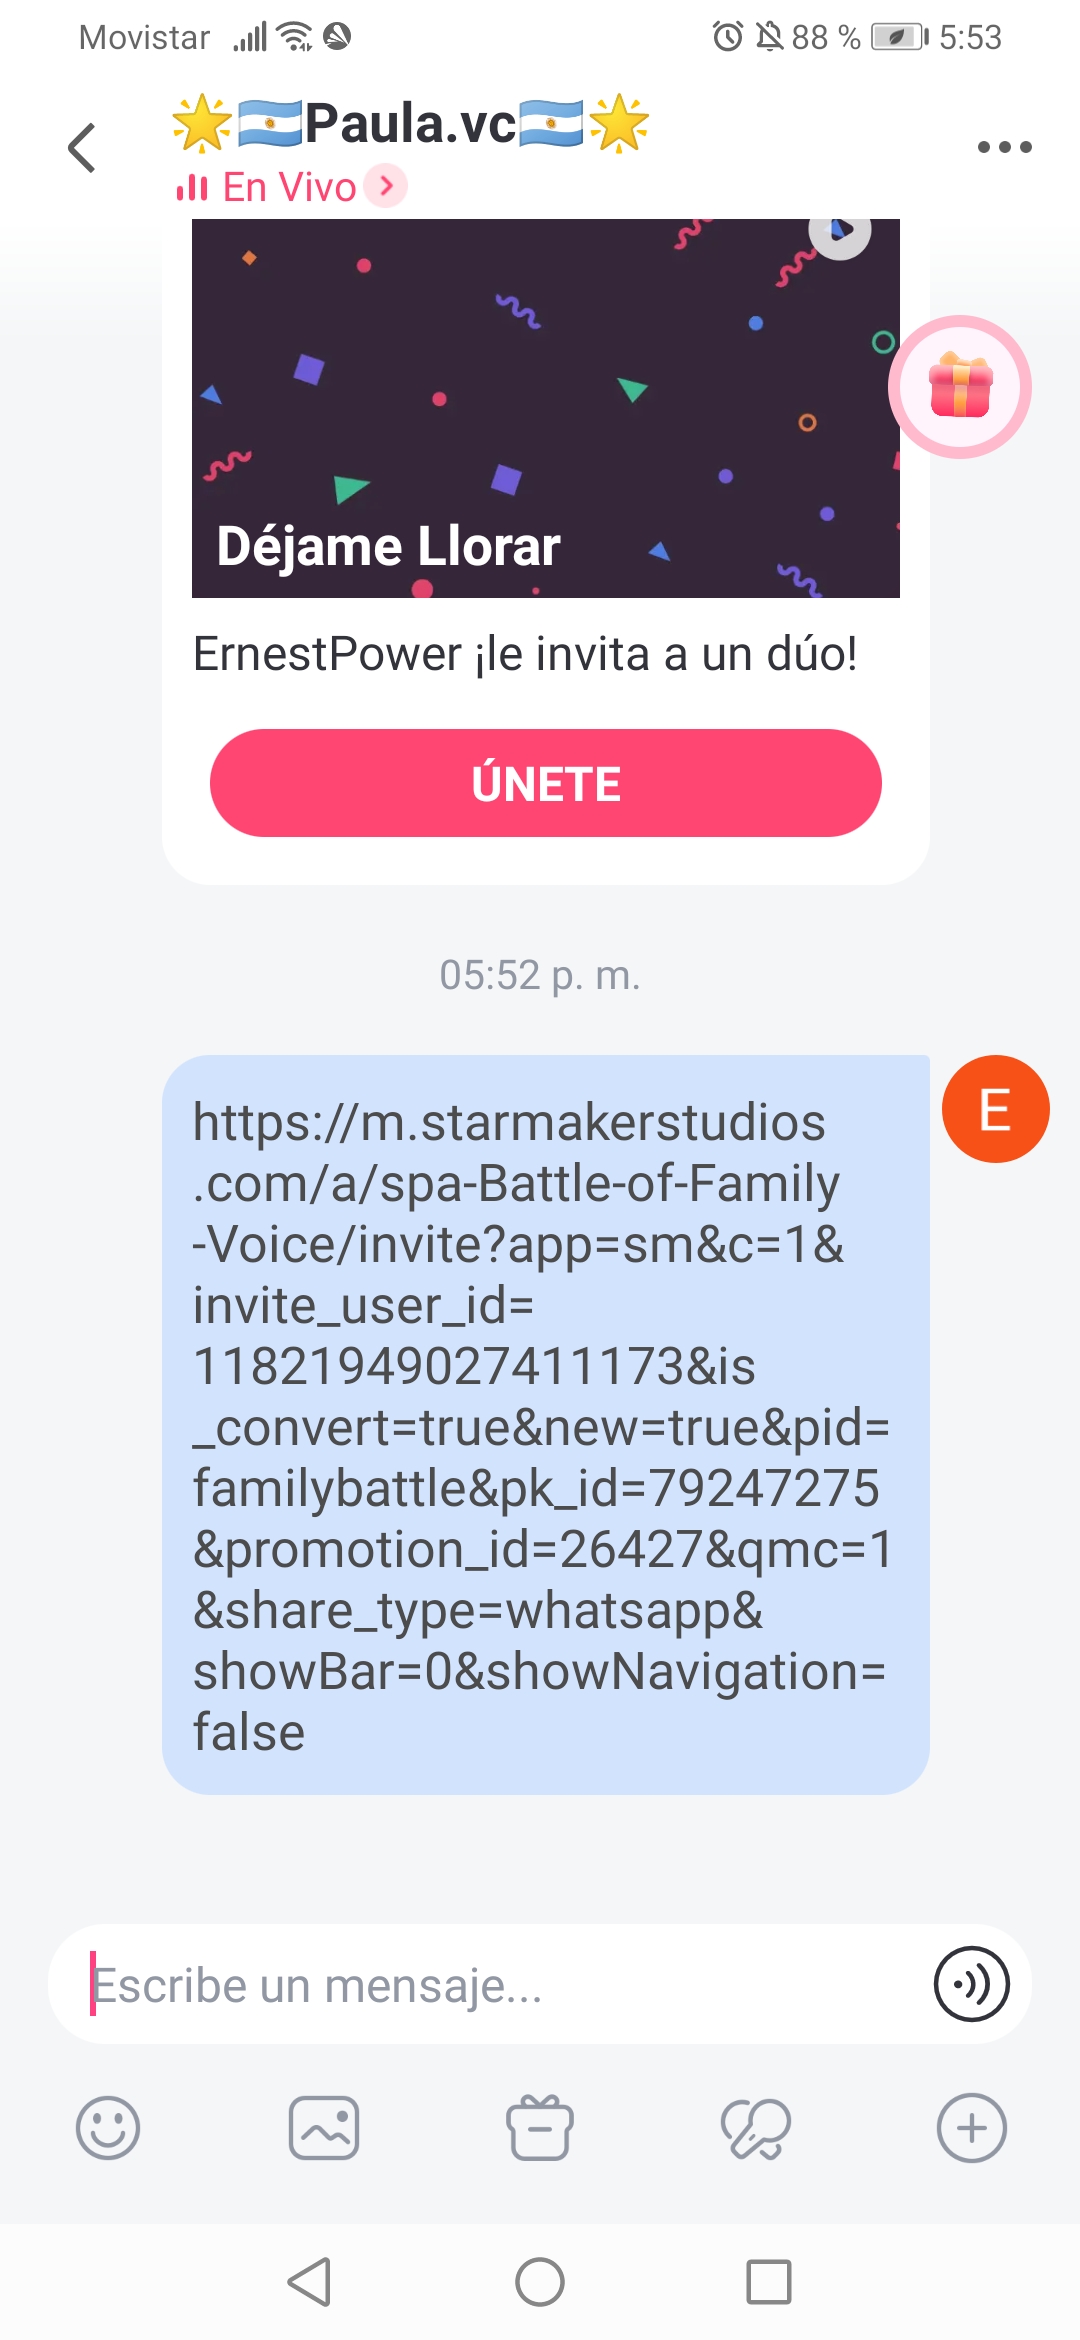 Movistar 88 % 5:53
🌟🇦🇷Paula.vc🇦🇷🌟
En Vivo
Déjame Llorar
ErnestPower ¡le invita a un dúo!
ÚNETE
05:52 p. m.
E
https://m.starmakerstudios
.com/a/spa-Battle-of-Family
-Voice/invite?app=sm&c=1&
invite_user_id=
11821949027411173&is
_convert=true&new=true&pid=
familybattle&pk_id=79247275
&promotion_id=26427&qmc=1
&share_type=whatsapp&
showBar=0&showNavigation=
false
Escribe un mensaje...